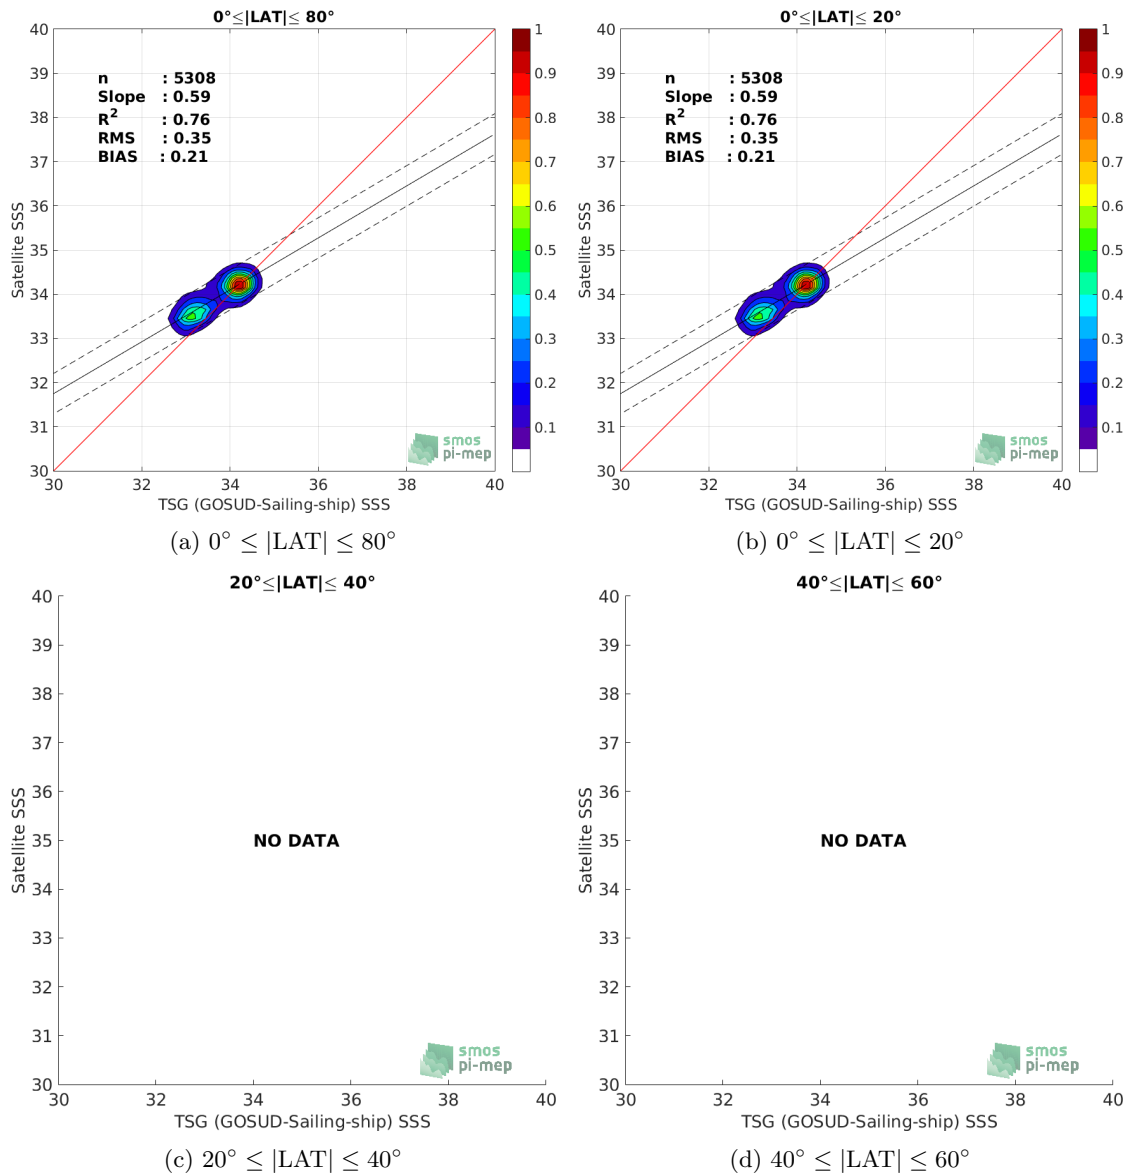 0°≤|LAT|≤ 80°
40
39
38
37
36
35
34
33
32
31
30
Satellite SSS
n : 5308
Slope : 0.59
R2 : 0.76
RMS : 0.35
BIAS : 0.21
1
0.9
0.8
0.7
0.6
0.5
0.4
0.3
0.2
0.1
smos
pi-mep
30 32 34 36 38 40
TSG (GOSUD-Sailing-ship) SSS
(a) 0° ≤ |LAT| ≤ 80°
0°≤|LAT|≤ 20°
40
39
38
37
36
35
34
33
32
31
30
Satellite SSS
n : 5308
Slope : 0.59
R2 : 0.76
RMS : 0.35
BIAS : 0.21
1
0.9
0.8
0.7
0.6
0.5
0.4
0.3
0.2
0.1
smos
pi-mep
30 32 34 36 38 40
TSG (GOSUD-Sailing-ship) SSS
(b) 0° ≤ |LAT| ≤ 20°
20°≤|LAT|≤ 40°
40
39
38
37
36
35
34
33
32
31
30
Satellite SSS
NO DATA
smos
pi-mep
30 32 34 36 38 40
TSG (GOSUD-Sailing-ship) SSS
(c) 20° ≤ |LAT| ≤ 40°
40°≤|LAT|≤ 60°
40
39
38
37
36
35
34
33
32
31
30
Satellite SSS
NO DATA
smos
pi-mep
30 32 34 36 38 40
TSG (GOSUD-Sailing-ship) SSS
(d) 40° ≤ |LAT| ≤ 60°